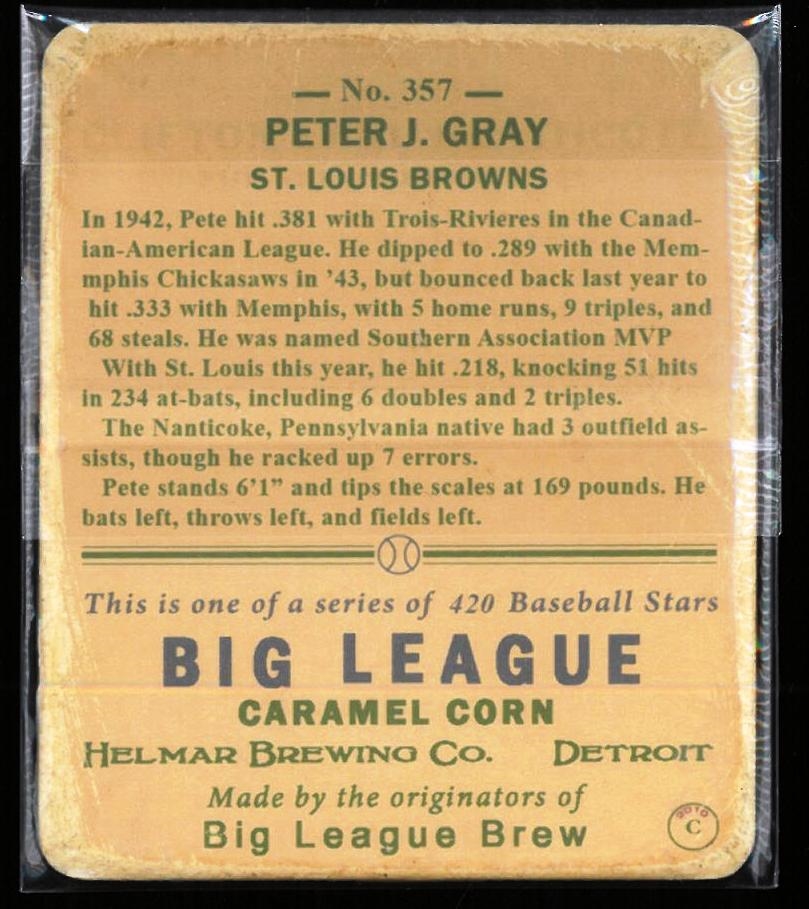 — No. 357 —
PETER J. GRAY
ST. LOUIS BROWNS
In 1942, Pete hit .381 with Trois-Rivieres in the Canad-
ian-American League. He dipped to .289 with the Mem-
mphis Chickasaws in ’43, but bounced back last year to
hit .333 with Memphis, with 5 home runs, 9 triples, and
68 steals. He was named Southern Association MVP
With St. Louis this year, he hit .218, knocking 51 hits
in 234 at-bats, including 6 doubles and 2 triples.
The Nanticoke, Pennsylvania native had 3 outfield as-
sists, though he racked up 7 errors.
Pete stands 6’1” and tips the scales at 169 pounds. He
bats left, throws left, and fields left.
This is one of a series of 420 Baseball Stars
BIG LEAGUE
CARAMEL CORN
HELMAR BREWING CO. DETROIT
Made by the originators of
Big League Brew
2010
C